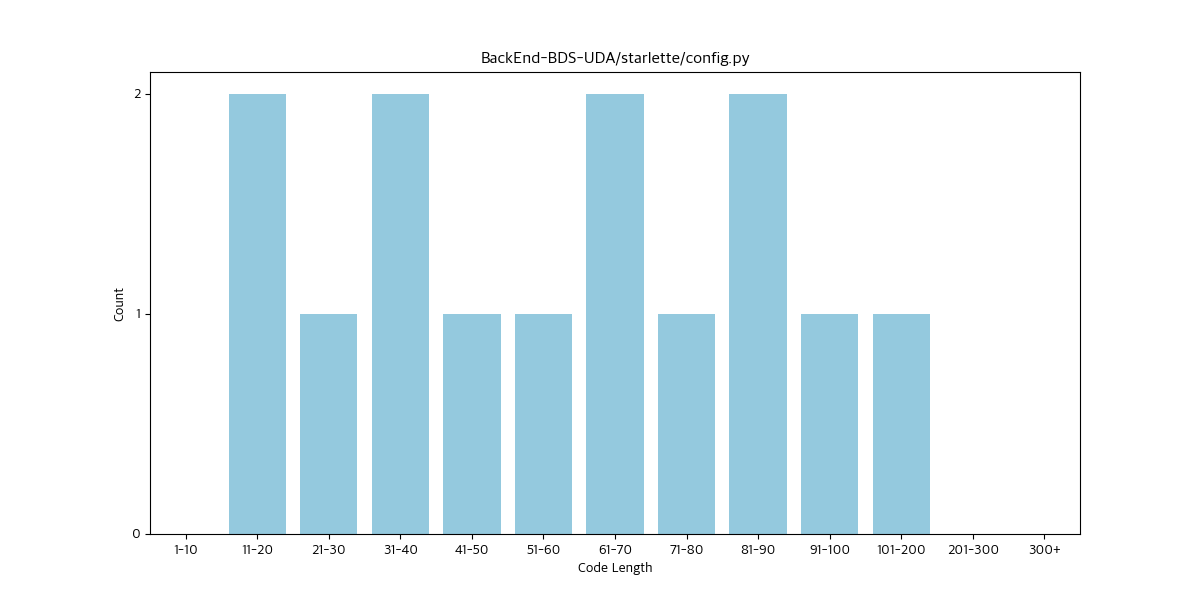 BackEnd-BDS-UDA/starlette/config.py
2
1
0
Count
1-10 11-20 21-30 31-40 41-50 51-60 61-70 71-80 81-90 91-100 101-200 201-300 300+
Code Length